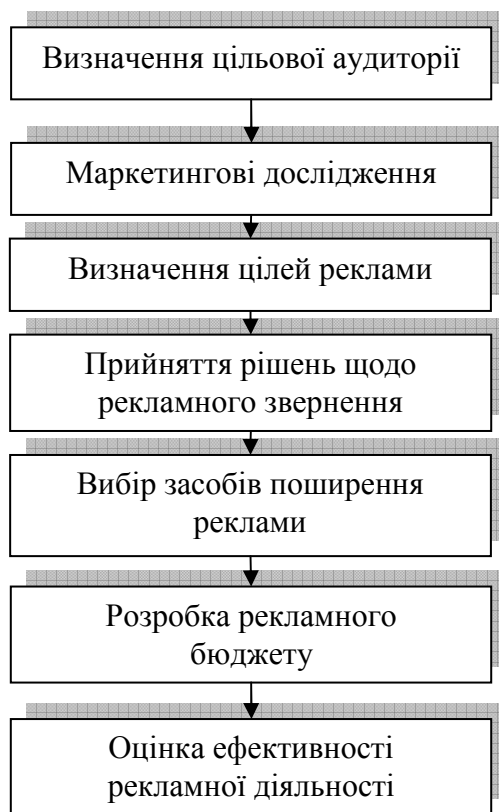 Визначення цільової аудиторії
Маркетингові дослідження
Визначення цілей реклами
Прийняття рішень щодо
рекламного звернення
Вибір засобів поширення
реклами
Розробка рекламного
бюджету
Оцінка ефективності
рекламної діяльності